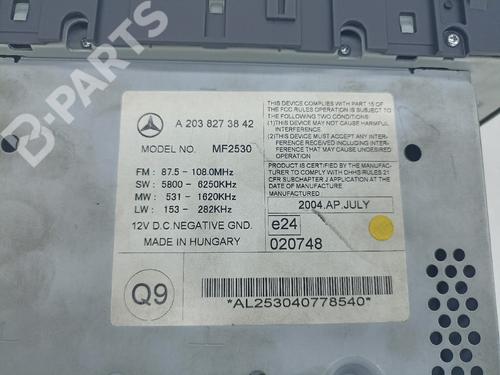 A 203 827 38 42
MODEL NO. MF2530
FM : 87.5 - 108.0MHz
SW : 5800 - 6250KHz
MW : 531 - 1620KHz
LW : 153 - 282KHz
12V D.C. NEGATIVE GND.
MADE IN HUNGARY
THIS DEVICE COMPLIES WITH PART 15 OF
THE FCC RULES OPERATION IS SUBJECT TO
THE FOLLOWING TWO CONDITIONS:
(1)THIS DEVICE MAY NOT CAUSE HARMFUL
INTERFERENCE AND
(2)THIS DEVICE MUST ACCEPT ANY INTER-
FERENCE RECEIVED INCLUDING INTERFER-
ENCE THAT MAY CAUSE UNDESIRED OPERATION
PRODUCT IS CERTIFIED BY THE MANUFAC-
TURER TO COMPLY WITH DHHS RULES 21
CFR SUBCHAPTER J APPLICABLE AT THE
DATE OF MANUFACTURE
MANUFACTURED
2004.AP.JULY
e24
020748
Q9
*AL253040778540*
B-PARTS